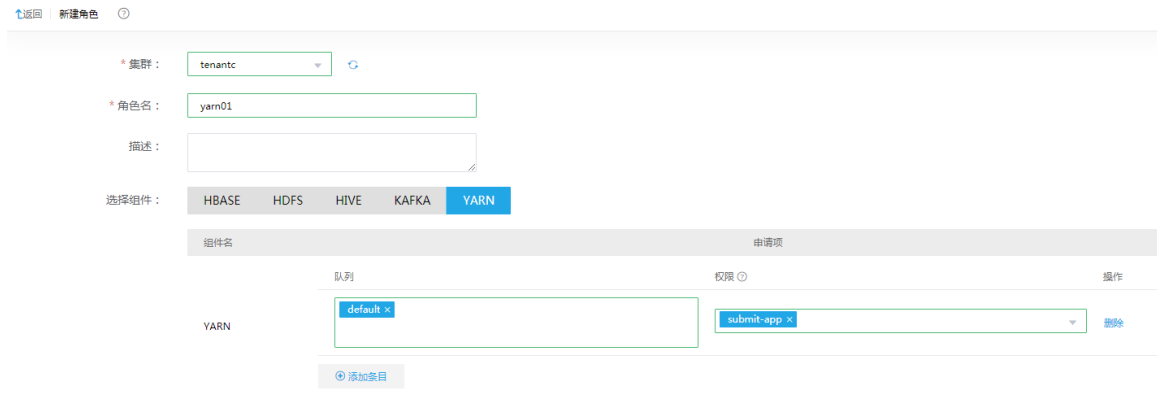 返回 新建角色
* 集群： tenantc
* 角色名： yarn01
描述：
选择组件： HBASE HDFS HIVE KAFKA YARN
组件名 申请项
队列 权限 操作
YARN default × submit-app × 删除
添加条目